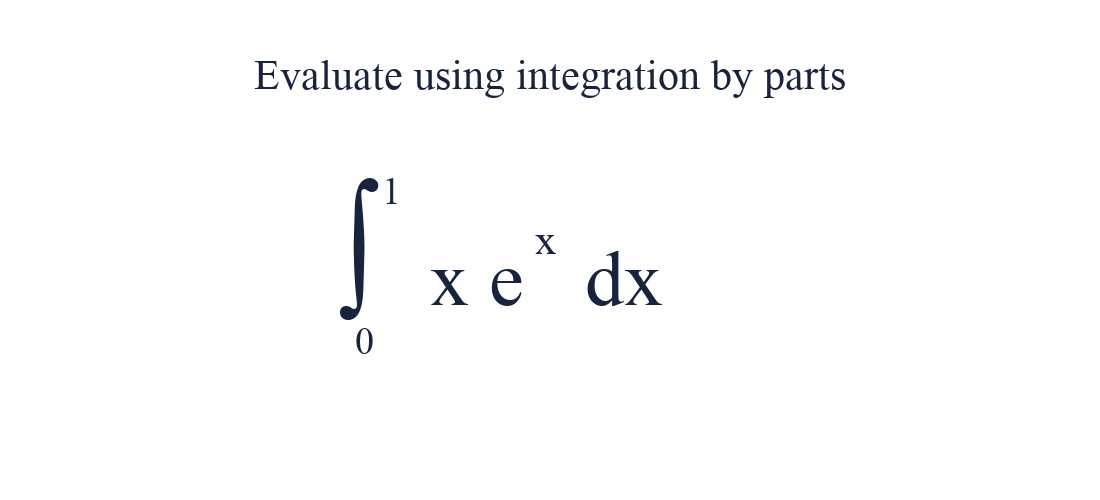 Evaluate using integration by parts
∫₀¹ x eˣ dx